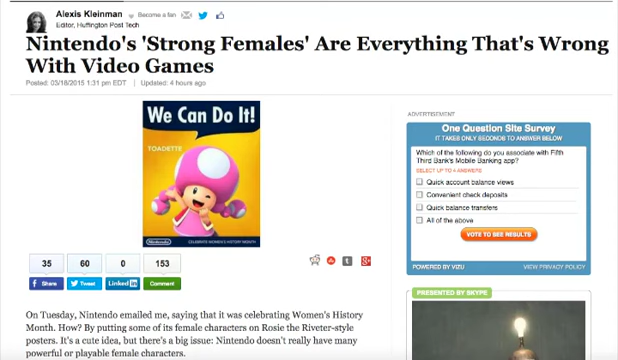 Alexis Kleinman
Become a fan
Editor, Huffington Post Tech
Nintendo's 'Strong Females' Are Everything That's Wrong
With Video Games
Posted: 03/18/2015 1:31 pm EDT | Updated: 4 hours ago
We Can Do It!
TOADETTE
Nintendo
CELEBRATE WOMEN'S HISTORY MONTH
35 60 0 153
Share Tweet Linked in Comment
On Tuesday, Nintendo emailed me, saying that it was celebrating Women's History
Month. How? By putting some of its female characters on Rosie the Riveter-style
posters. It's a cute idea, but there's a big issue: Nintendo doesn't really have many
powerful or playable female characters.
ADVERTISEMENT
One Question Site Survey
IT TAKES ONLY SECONDS TO ANSWER BELOW
Which of the following do you associate with Fifth
Third Bank's Mobile Banking app?
SELECT UP TO 4 ANSWERS
Quick account balance views
Convenient check deposits
Quick balance transfers
All of the above
VOTE TO SEE RESULTS
POWERED BY VIZU
VIEW PRIVACY POLICY
PRESENTED BY SKYPE